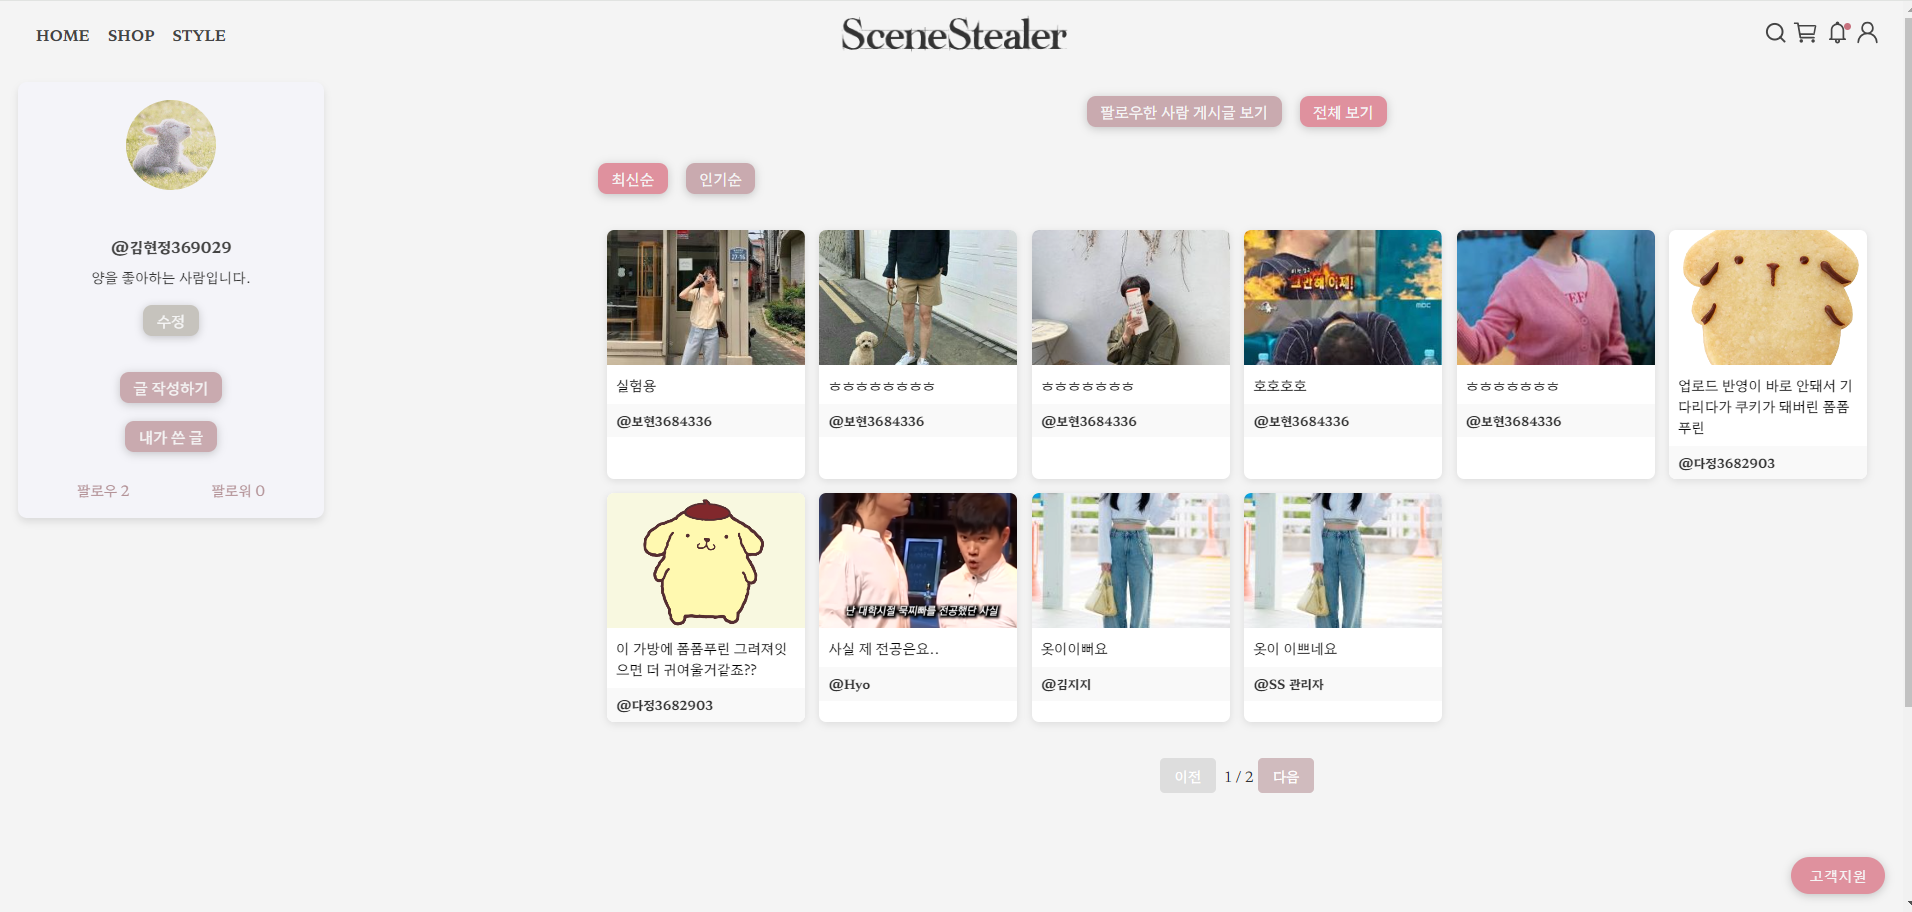 HOME SHOP STYLE
SceneStealer
팔로우한 사람 게시글 보기 전체 보기
최신순 인기순
@김현정369029
양을 좋아하는 사람입니다.
수정
글 작성하기
내가 쓴 글
팔로우 2 팔로워 0
27-14
그만해 이제!
MBC
실험용
@보현3684336
ㅎㅎㅎㅎㅎㅎㅎㅎ
@보현3684336
ㅎㅎㅎㅎㅎㅎㅎ
@보현3684336
호호호호
@보현3684336
ㅎㅎㅎㅎㅎㅎㅎ
@보현3684336
업로드 반영이 바로 안돼서 기
다리다가 쿠키가 돼버린 폼폼
푸린
@다정3682903
이 가방에 폼폼푸린 그려져잇
으면 더 귀여울거같죠??
@다정3682903
난 대학시절 묵찌빠를 전공했단 사실
사실 제 전공은요..
@Hyo
옷이이뻐요
@김지지
옷이 이쁘네요
@SS 관리자
이전 1 / 2 다음
고객지원